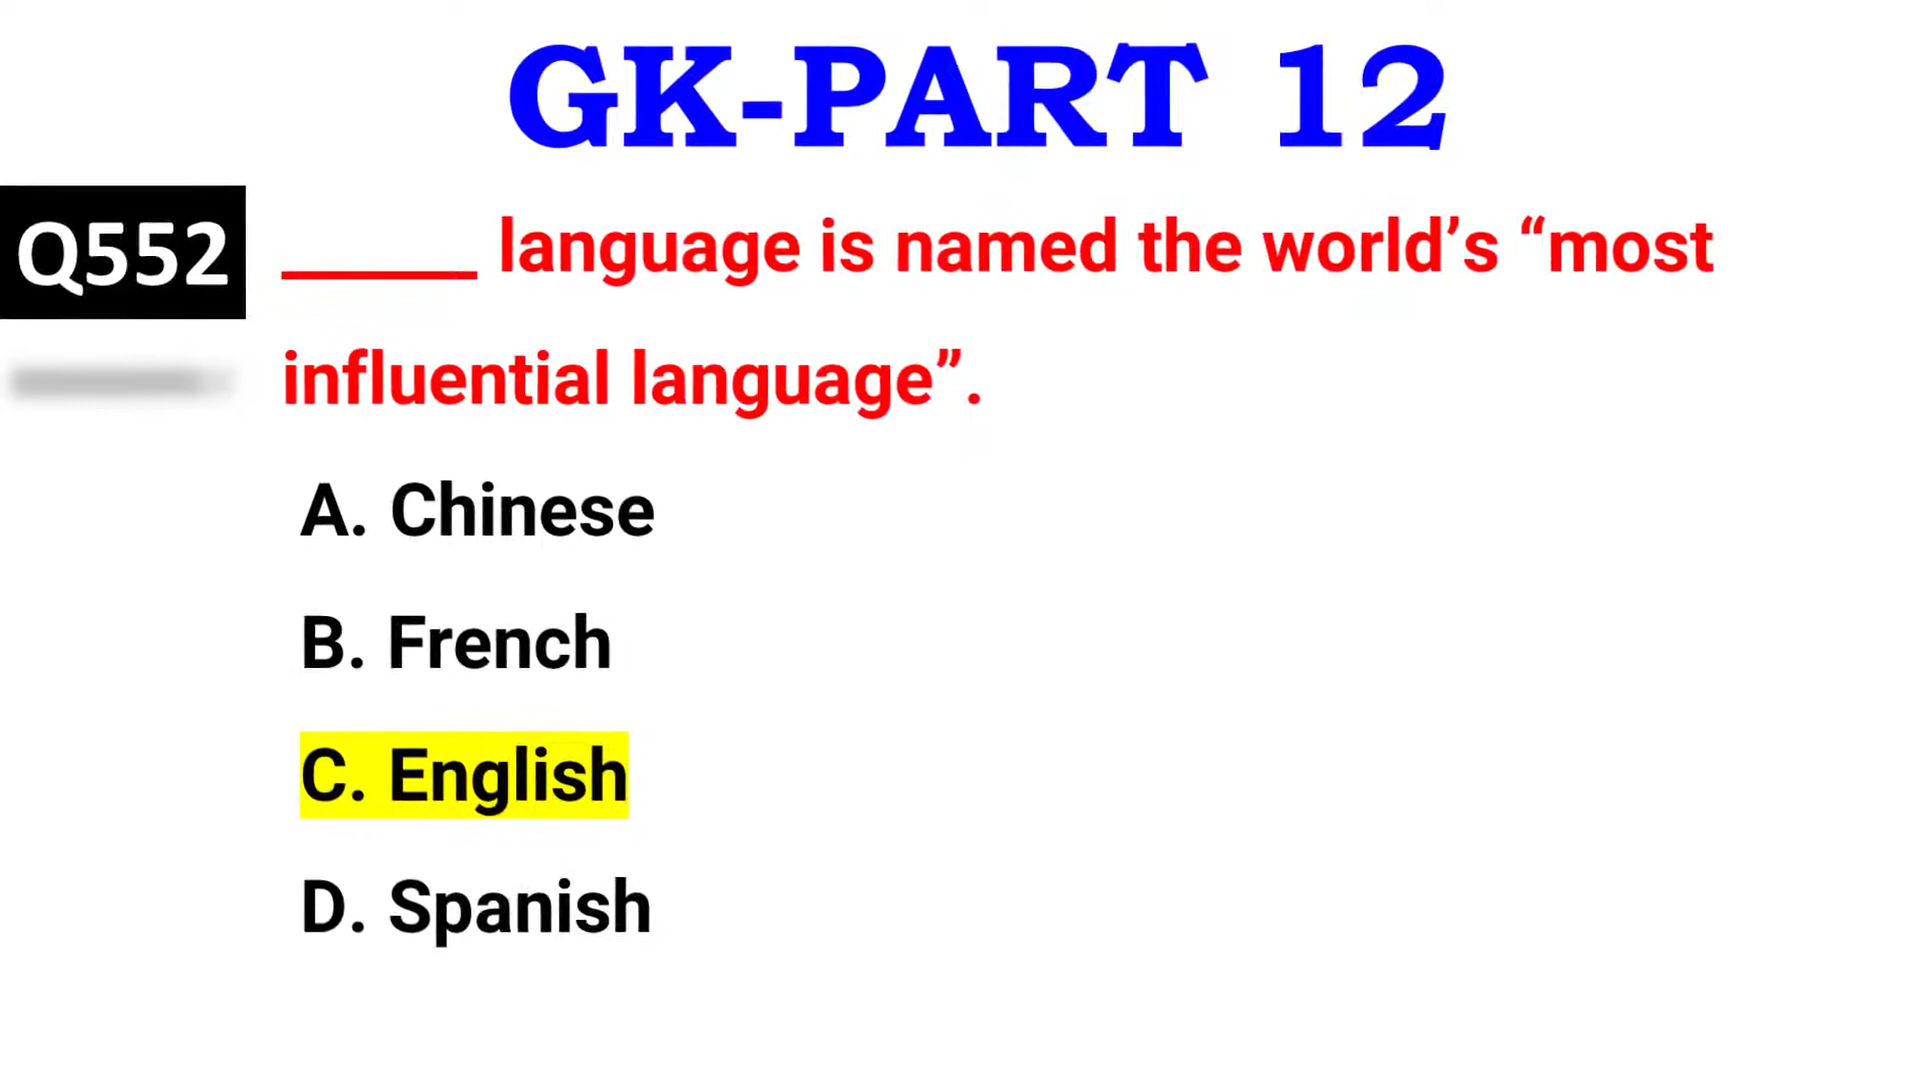 GK-PART 12
Q552 ______ language is named the world’s “most
influential language”.
A. Chinese
B. French
C. English
D. Spanish